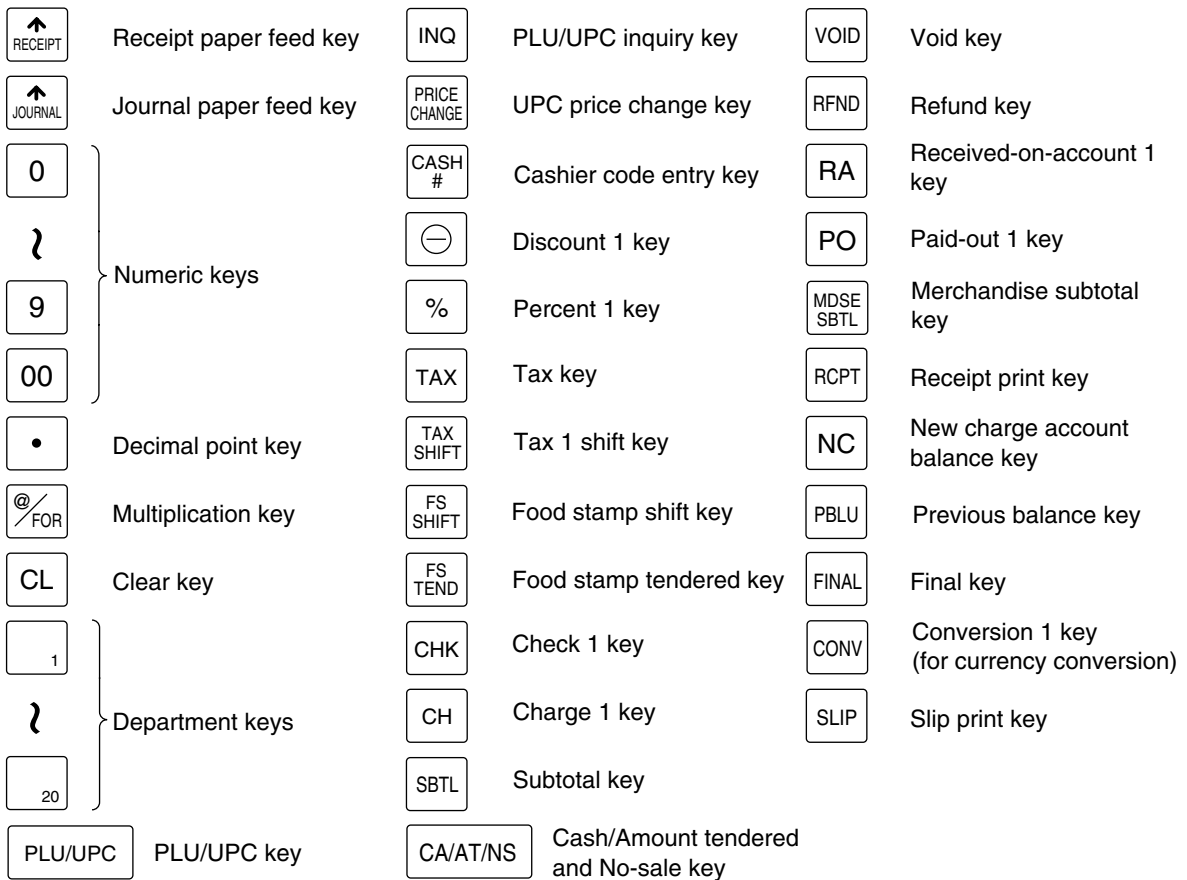 RECEIPT Receipt paper feed key
JOURNAL Journal paper feed key
0
Numeric keys
9
00
• Decimal point key
@/FOR Multiplication key
CL Clear key
1
Department keys
20
PLU/UPC PLU/UPC key
INQ PLU/UPC inquiry key
PRICE
CHANGE UPC price change key
CASH
# Cashier code entry key
⊖ Discount 1 key
% Percent 1 key
TAX Tax key
TAX
SHIFT Tax 1 shift key
FS
SHIFT Food stamp shift key
FS
TEND Food stamp tendered key
CHK Check 1 key
CH Charge 1 key
SBTL Subtotal key
CA/AT/NS Cash/Amount tendered
and No-sale key
VOID Void key
RFND Refund key
RA Received-on-account 1
key
PO Paid-out 1 key
MDSE
SBTL Merchandise subtotal
key
RCPT Receipt print key
NC New charge account
balance key
PBLU Previous balance key
FINAL Final key
CONV Conversion 1 key
(for currency conversion)
SLIP Slip print key